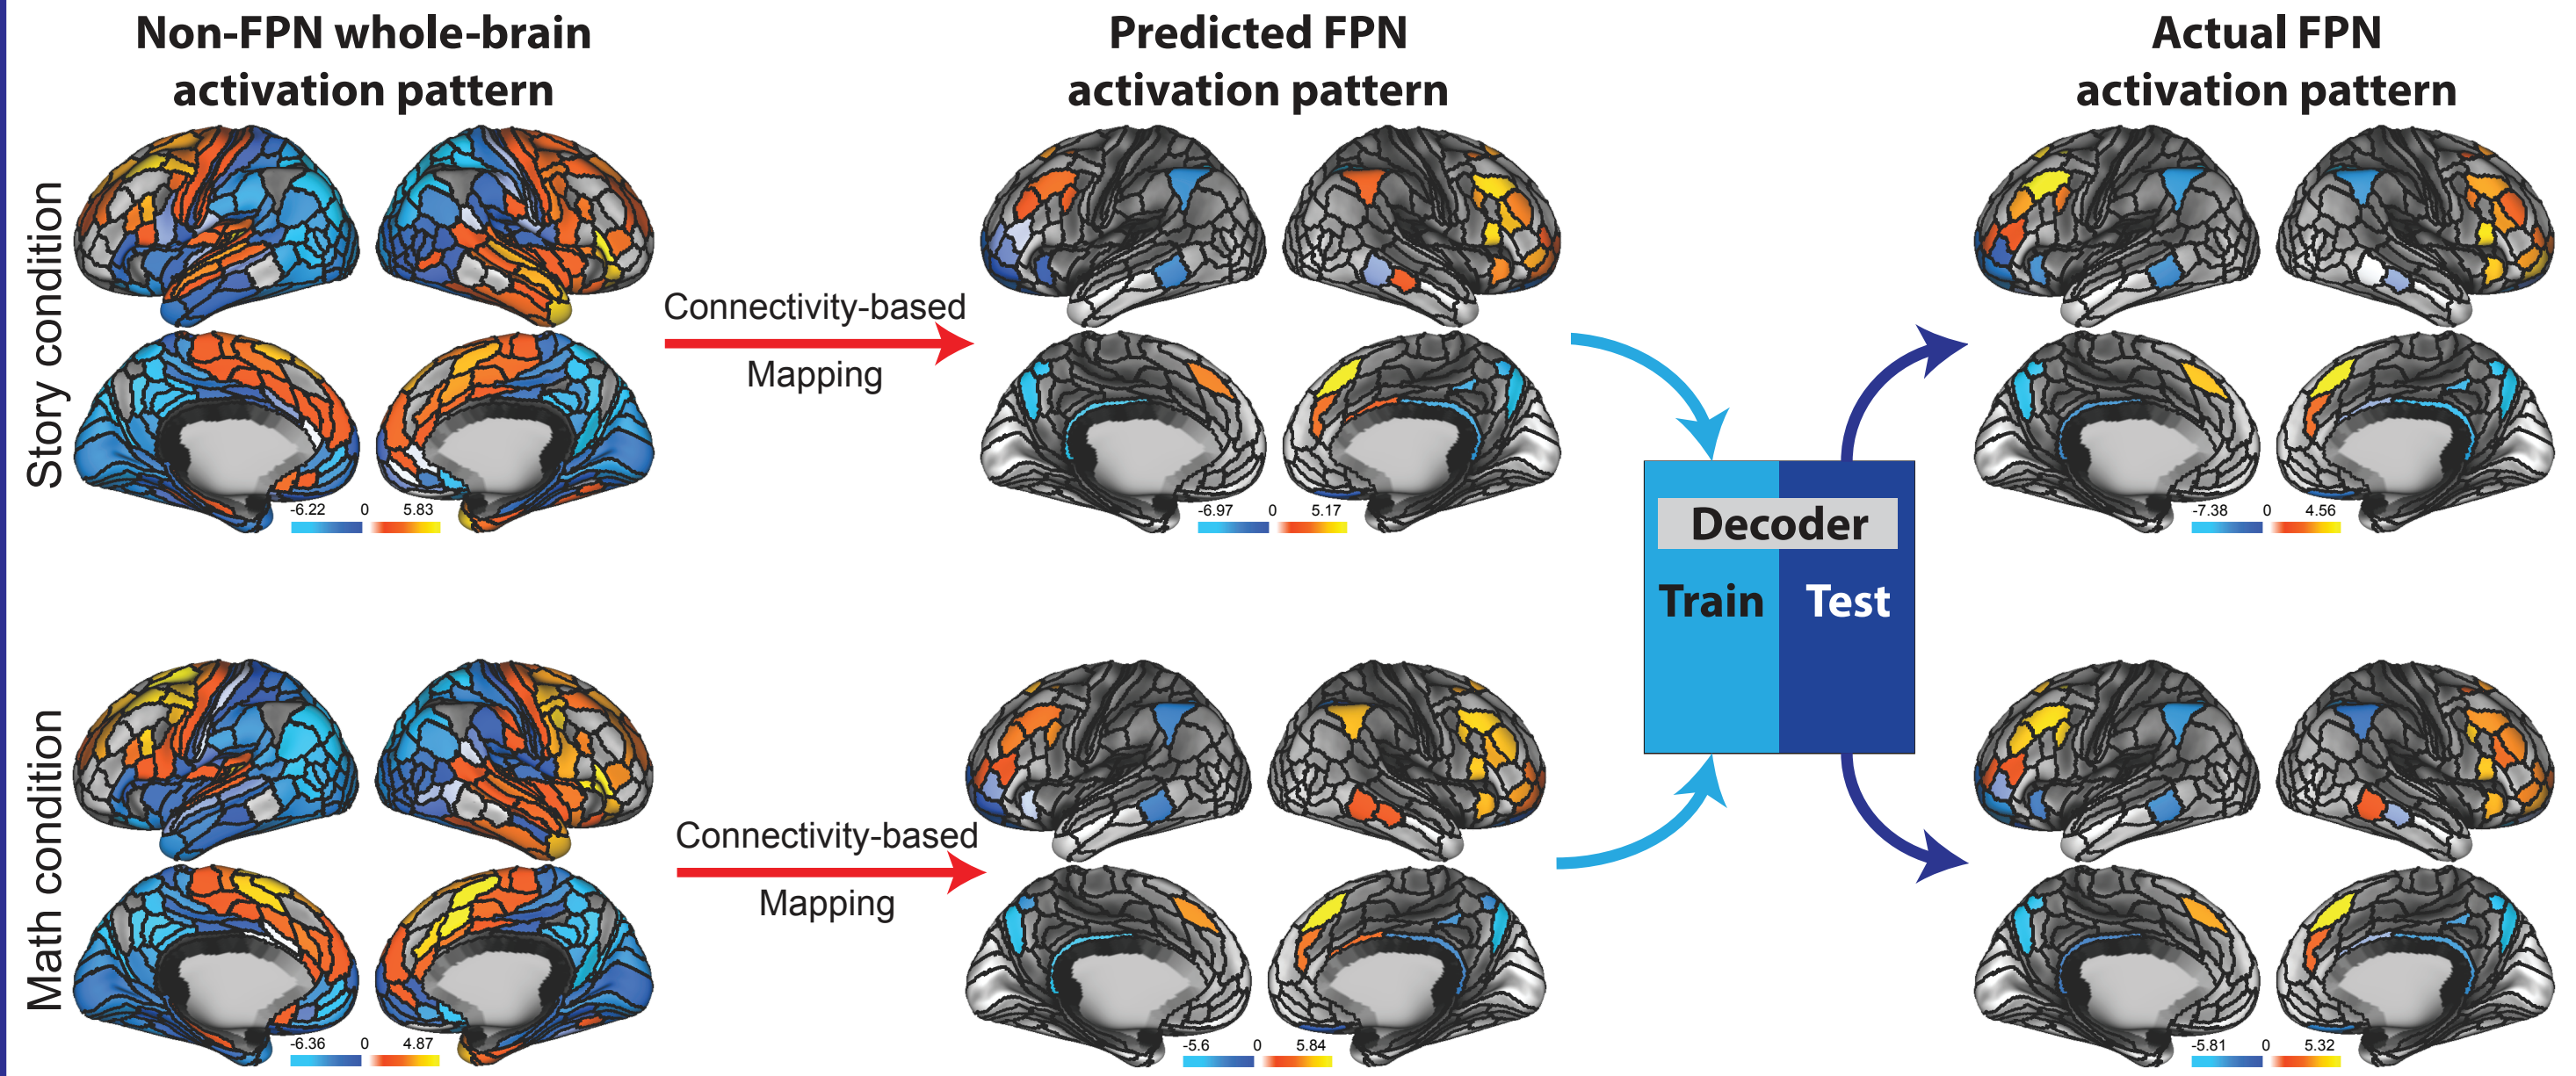 Non-FPN whole-brain
activation pattern
Predicted FPN
activation pattern
Actual FPN
activation pattern
Story condition
Connectivity-based
Mapping
-6.22 0 5.83
-6.97 0 5.17
-7.38 0 4.56
Decoder
Train Test
Math condition
Connectivity-based
Mapping
-6.36 0 4.87
-5.6 0 5.84
-5.81 0 5.32